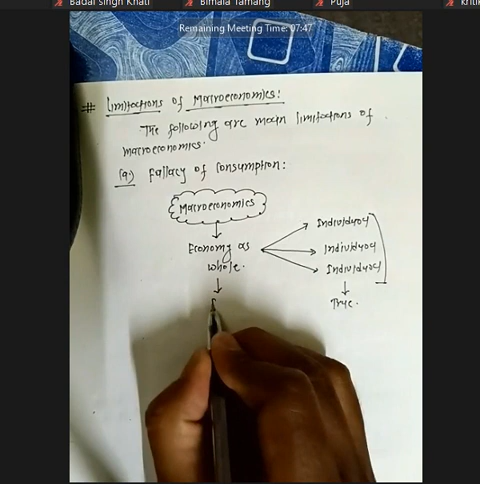 Badal Singh Khati Bimala Tamang Puja kritik
Remaining Meeting Time: 07:47
# Limitations of Macroeconomics:
The following are main limitations of
macroeconomics.
(a) Fallacy of Consumption:
Macroeconomics
Economy as
whole.
Individual
Individual
Individual
True.